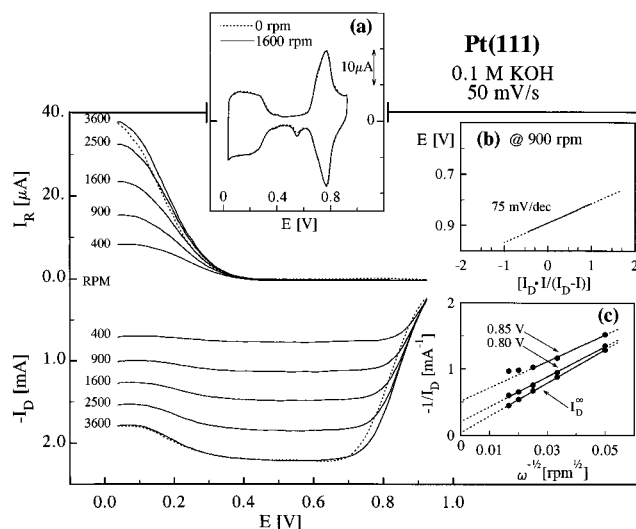 (a)
0 rpm
1600 rpm
10μA
0
0
0.4
0.8
E [V]
Pt(111)
0.1 M KOH
50 mV/s
40.
20.
0.0
I_R [μA]
3600
2500
1600
900
400
RPM
400
900
1600
2500
3600
1.0
2.0
-I_D [mA]
0.0
0.2
0.4
0.6
0.8
1.0
E [V]
E [V]
(b) @ 900 rpm
0.7
0.9
75 mV/dec
-2
-1
0
1
2
[I_D·I/(I_D-I)]
(c)
2
1
0
-1/I_D [mA⁻¹]
0.85 V
0.80 V
I_D^∞
0
0.01
0.03
0.05
ω^-½ [rpm^½]